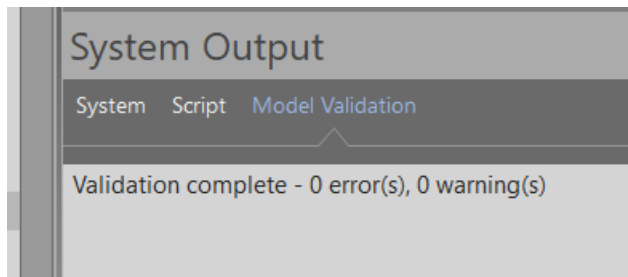 System Output
System Script Model Validation
Validation complete - 0 error(s), 0 warning(s)